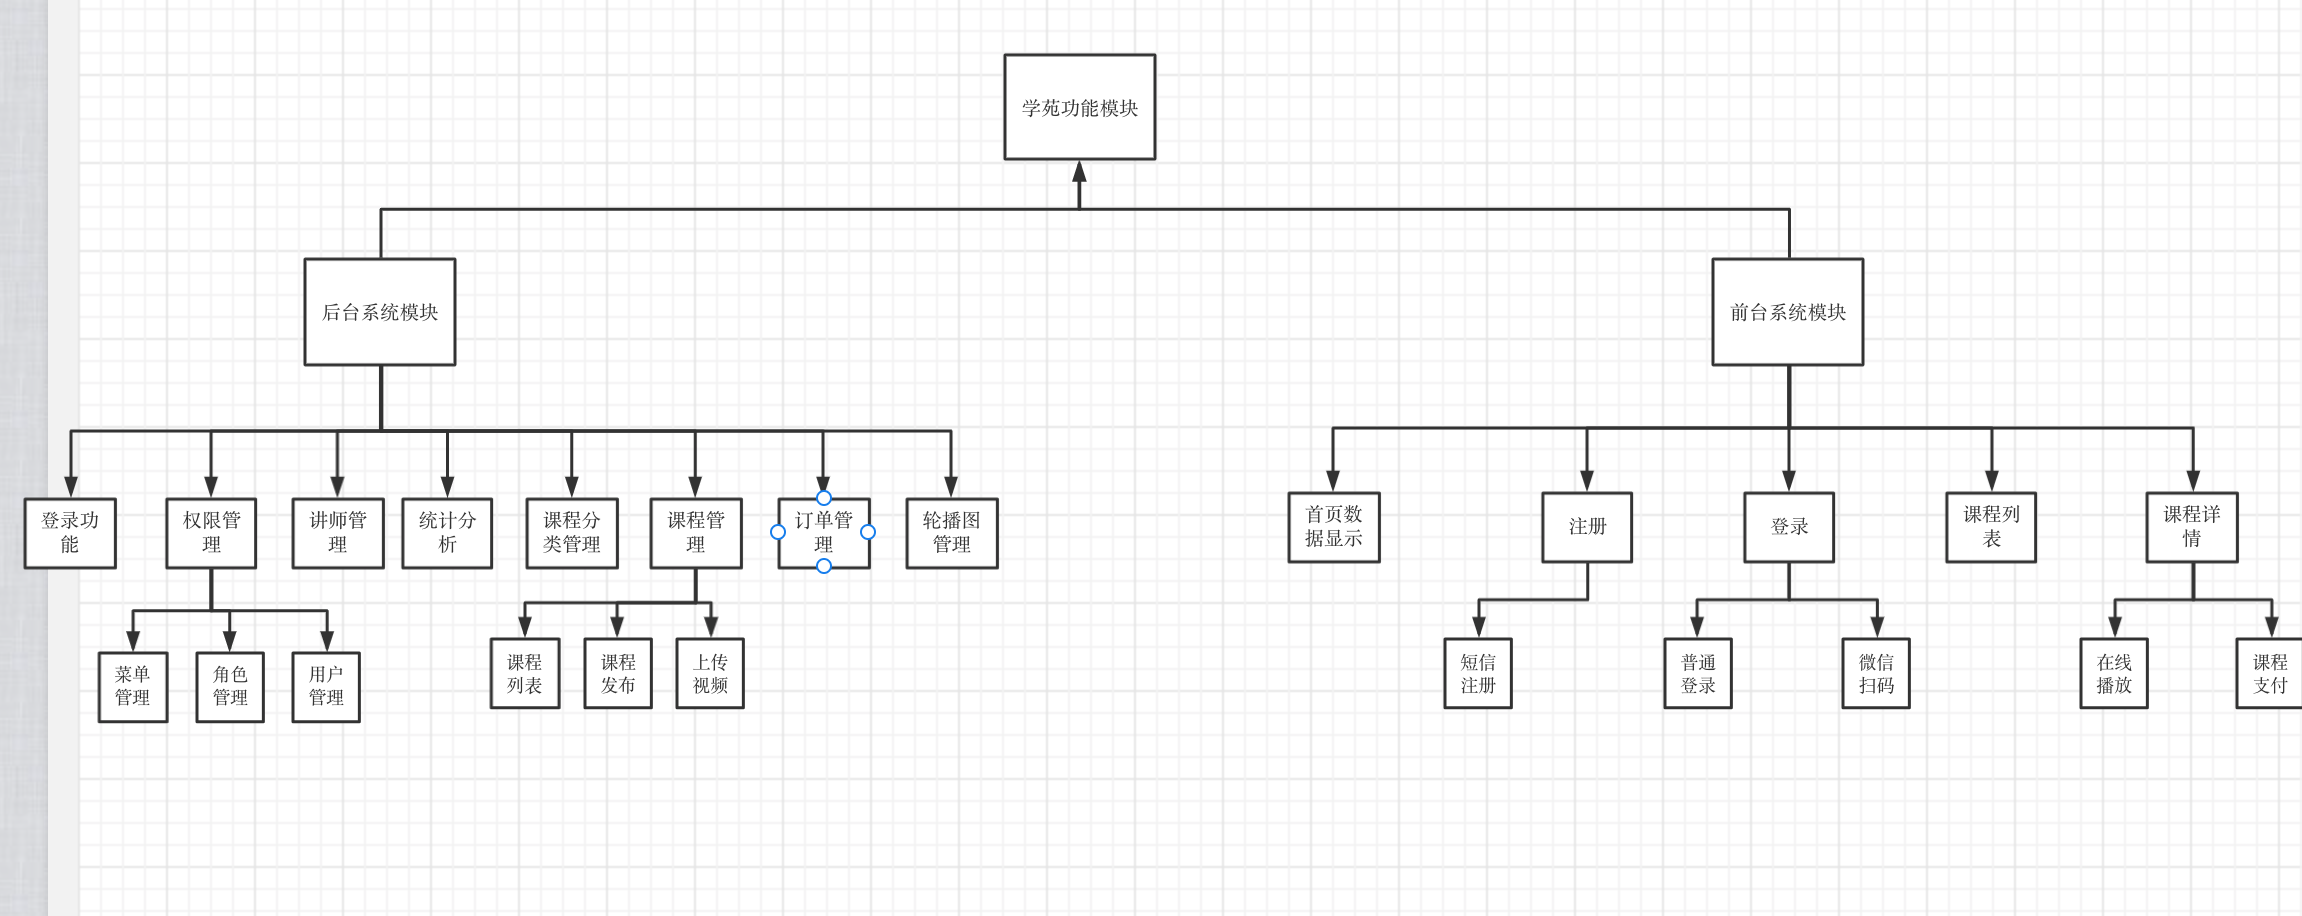 学苑功能模块
后台系统模块
前台系统模块
登录功
能
权限管
理
讲师管
理
统计分
析
课程分
类管理
课程管
理
订单管
理
轮播图
管理
首页数
据显示
注册
登录
课程列
表
课程详
情
菜单
管理
角色
管理
用户
管理
课程
列表
课程
发布
上传
视频
短信
注册
普通
登录
微信
扫码
在线
播放
课程
支付